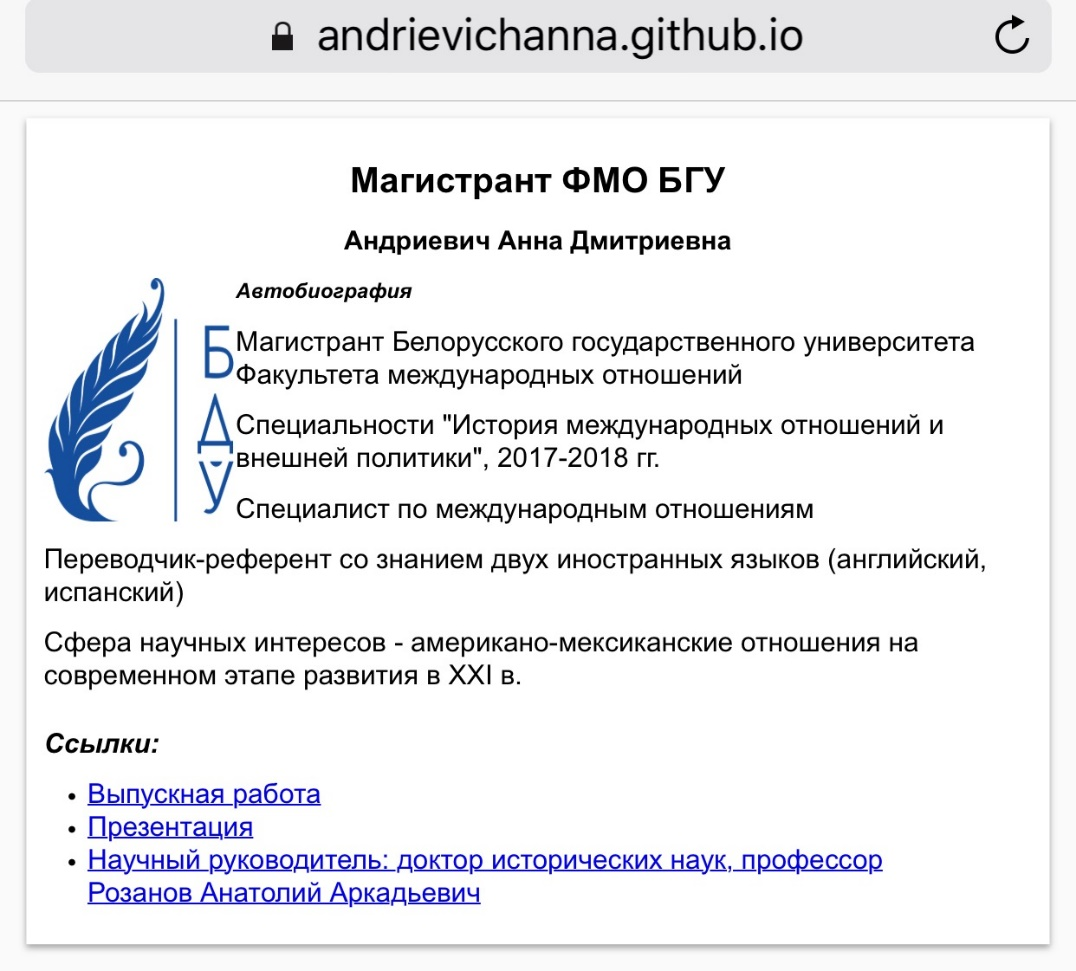 andrievichanna.github.io
Магистрант ФМО БГУ
Андриевич Анна Дмитриевна
Автобиография
БДУ
Магистрант Белорусского государственного университета
Факультета международных отношений
Специальности "История международных отношений и
внешней политики", 2017-2018 гг.
Специалист по международным отношениям
Переводчик-референт со знанием двух иностранных языков (английский,
испанский)
Сфера научных интересов - американо-мексиканские отношения на
современном этапе развития в XXI в.
Ссылки:
• Выпускная работа
• Презентация
• Научный руководитель: доктор исторических наук, профессор
Розанов Анатолий Аркадьевич